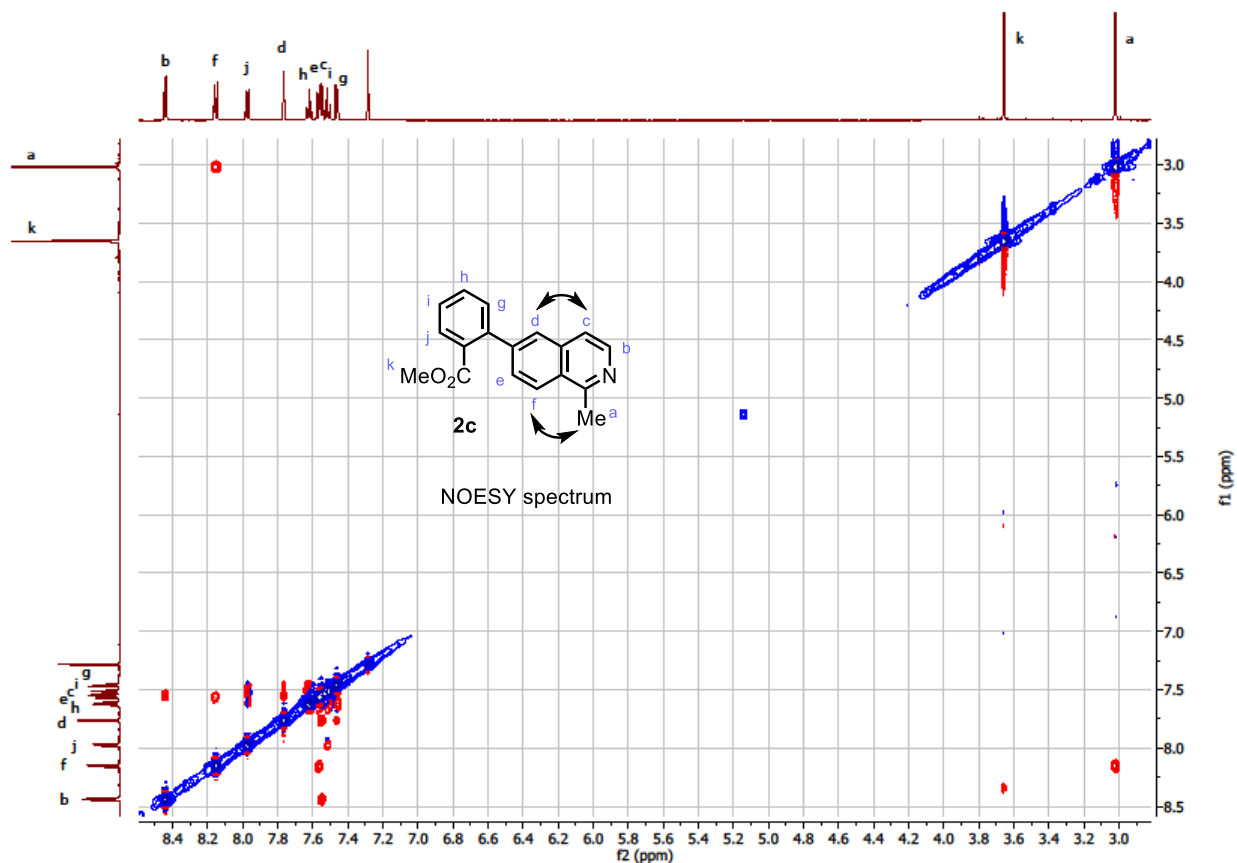 b f j d h e c i g k a
a
k
g
i
c
e
h
d
j
f
b
h
i g d c
j b
k e
MeO2C N
f Me a
2c
NOESY spectrum
3.0
3.5
4.0
4.5
5.0
5.5
6.0
6.5
7.0
7.5
8.0
8.5
f1 (ppm)
8.4 8.2 8.0 7.8 7.6 7.4 7.2 7.0 6.8 6.6 6.4 6.2 6.0 5.8 5.6 5.4 5.2 5.0 4.8 4.6 4.4 4.2 4.0 3.8 3.6 3.4 3.2 3.0
f2 (ppm)